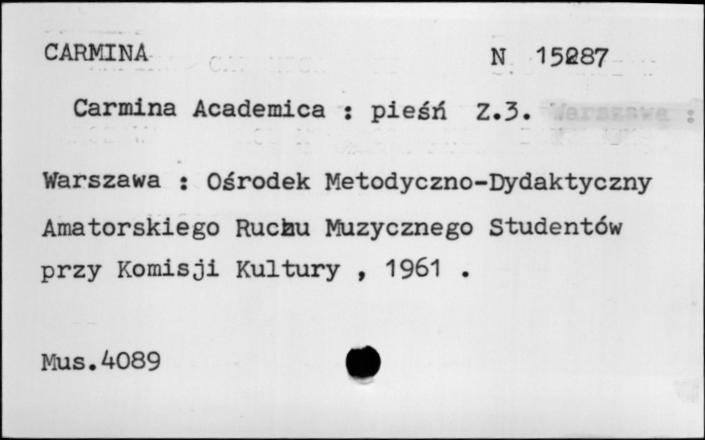 CARMINA N 15287
Carmina Academica : pieśń Z.3. Warszawa :
Warszawa : Ośrodek Metodyczno-Dydaktyczny
Amatorskiego Ruchu Muzycznego Studentów
przy Komisji Kultury , 1961 .
Mus.4089